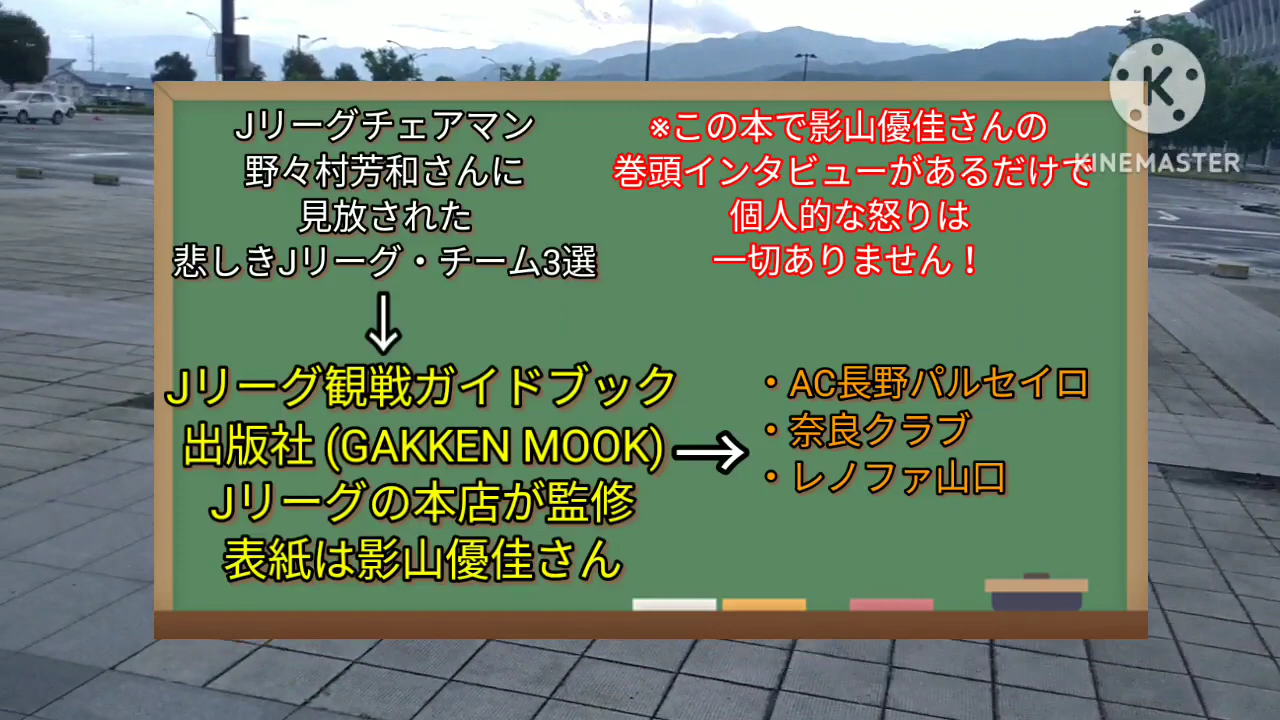 Jリーグチェアマン
野々村芳和さんに
見放された
悲しきJリーグ・チーム3選
※この本で影山優佳さんの
巻頭インタビューがあるだけで
個人的な怒りは
一切ありません！
↓
Jリーグ観戦ガイドブック
出版社 (GAKKEN MOOK)
Jリーグの本店が監修
表紙は影山優佳さん
→
・AC長野パルセイロ
・奈良クラブ
・レノファ山口
K
KINEMASTER